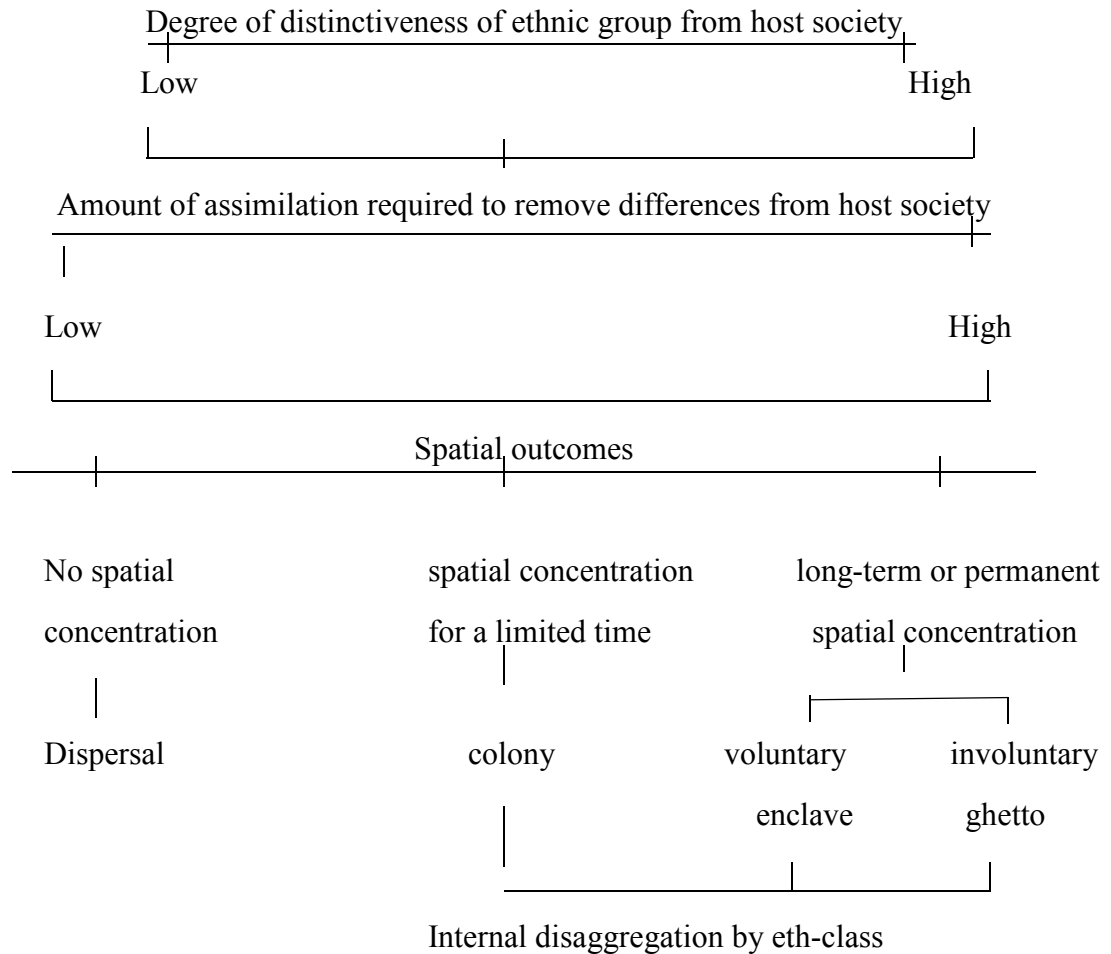 Degree of distinctiveness of ethnic group from host society
Low High
Amount of assimilation required to remove differences from host society
Low High
Spatial outcomes
No spatial spatial concentration long-term or permanent
concentration for a limited time spatial concentration
Dispersal colony voluntary involuntary
enclave ghetto
Internal disaggregation by eth-class